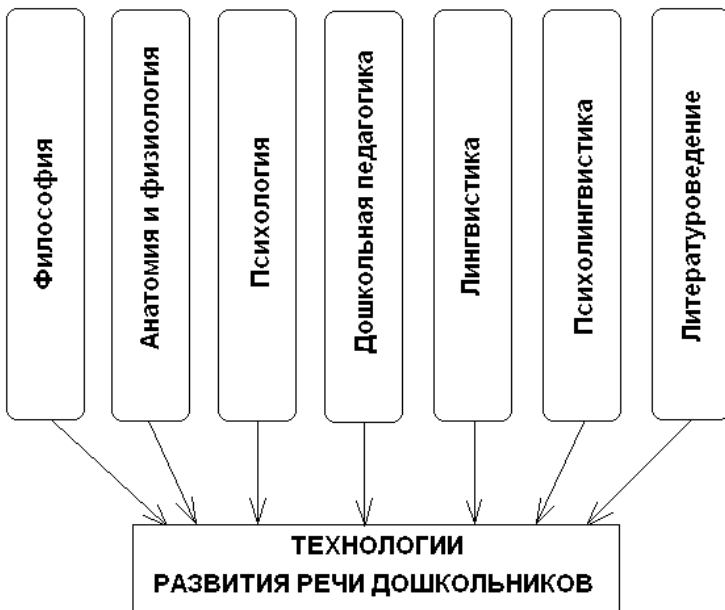 Философия
Анатомия и физиология
Психология
Дошкольная педагогика
Лингвистика
Психолингвистика
Литературоведение
ТЕХНОЛОГИИ
РАЗВИТИЯ РЕЧИ ДОШКОЛЬНИКОВ